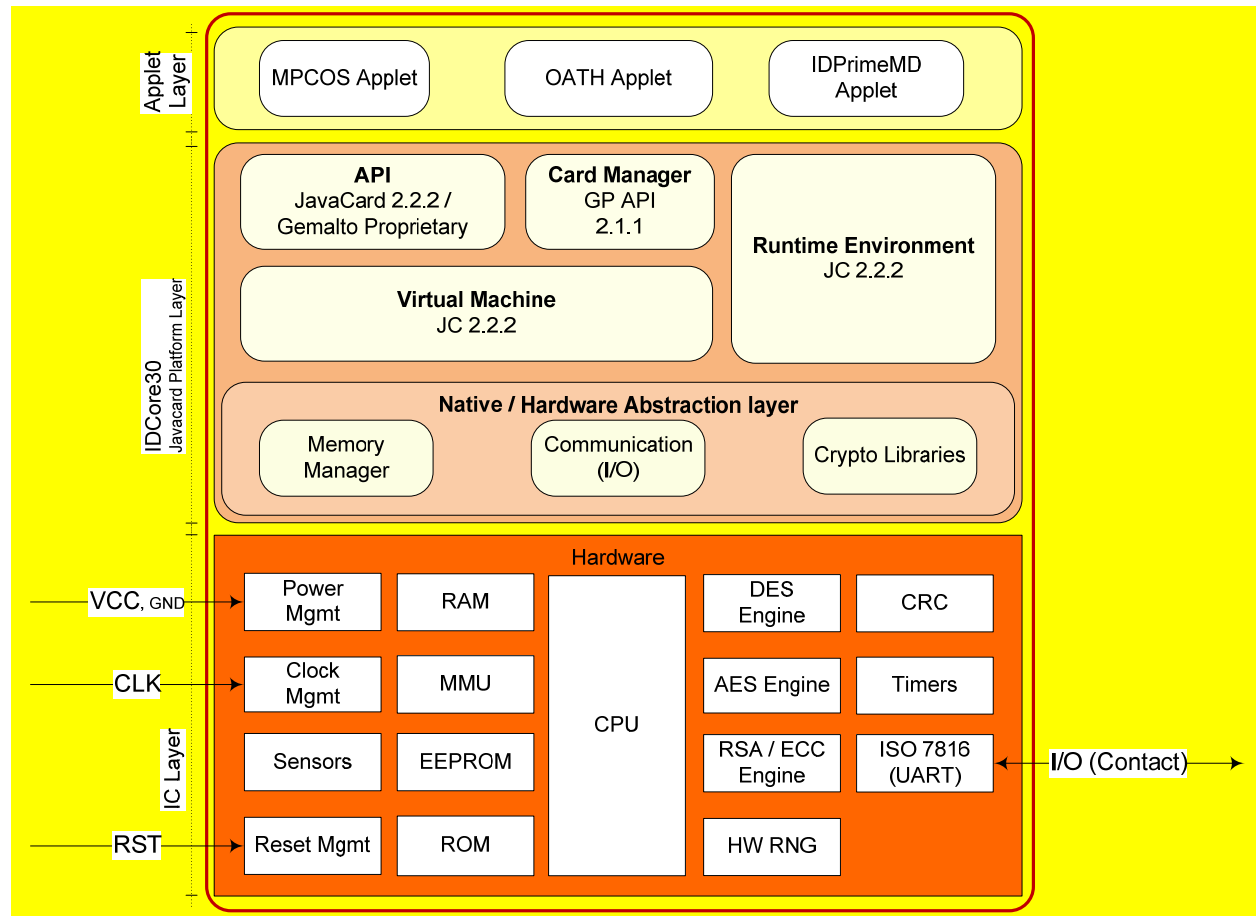 Applet
Layer
MPCOS Applet
OATH Applet
IDPrimeMD
Applet
IDCore30
Javacard Platform Layer
API
JavaCard 2.2.2 /
Gemalto Proprietary
Card Manager
GP API
2.1.1
Runtime Environment
JC 2.2.2
Virtual Machine
JC 2.2.2
Native / Hardware Abstraction layer
Memory
Manager
Communication
(I/O)
Crypto Libraries
IC Layer
Hardware
VCC, GND
Power
Mgmt
RAM
CPU
DES
Engine
CRC
CLK
Clock
Mgmt
MMU
AES Engine
Timers
Sensors
EEPROM
RSA / ECC
Engine
ISO 7816
(UART)
I/O (Contact)
RST
Reset Mgmt
ROM
HW RNG